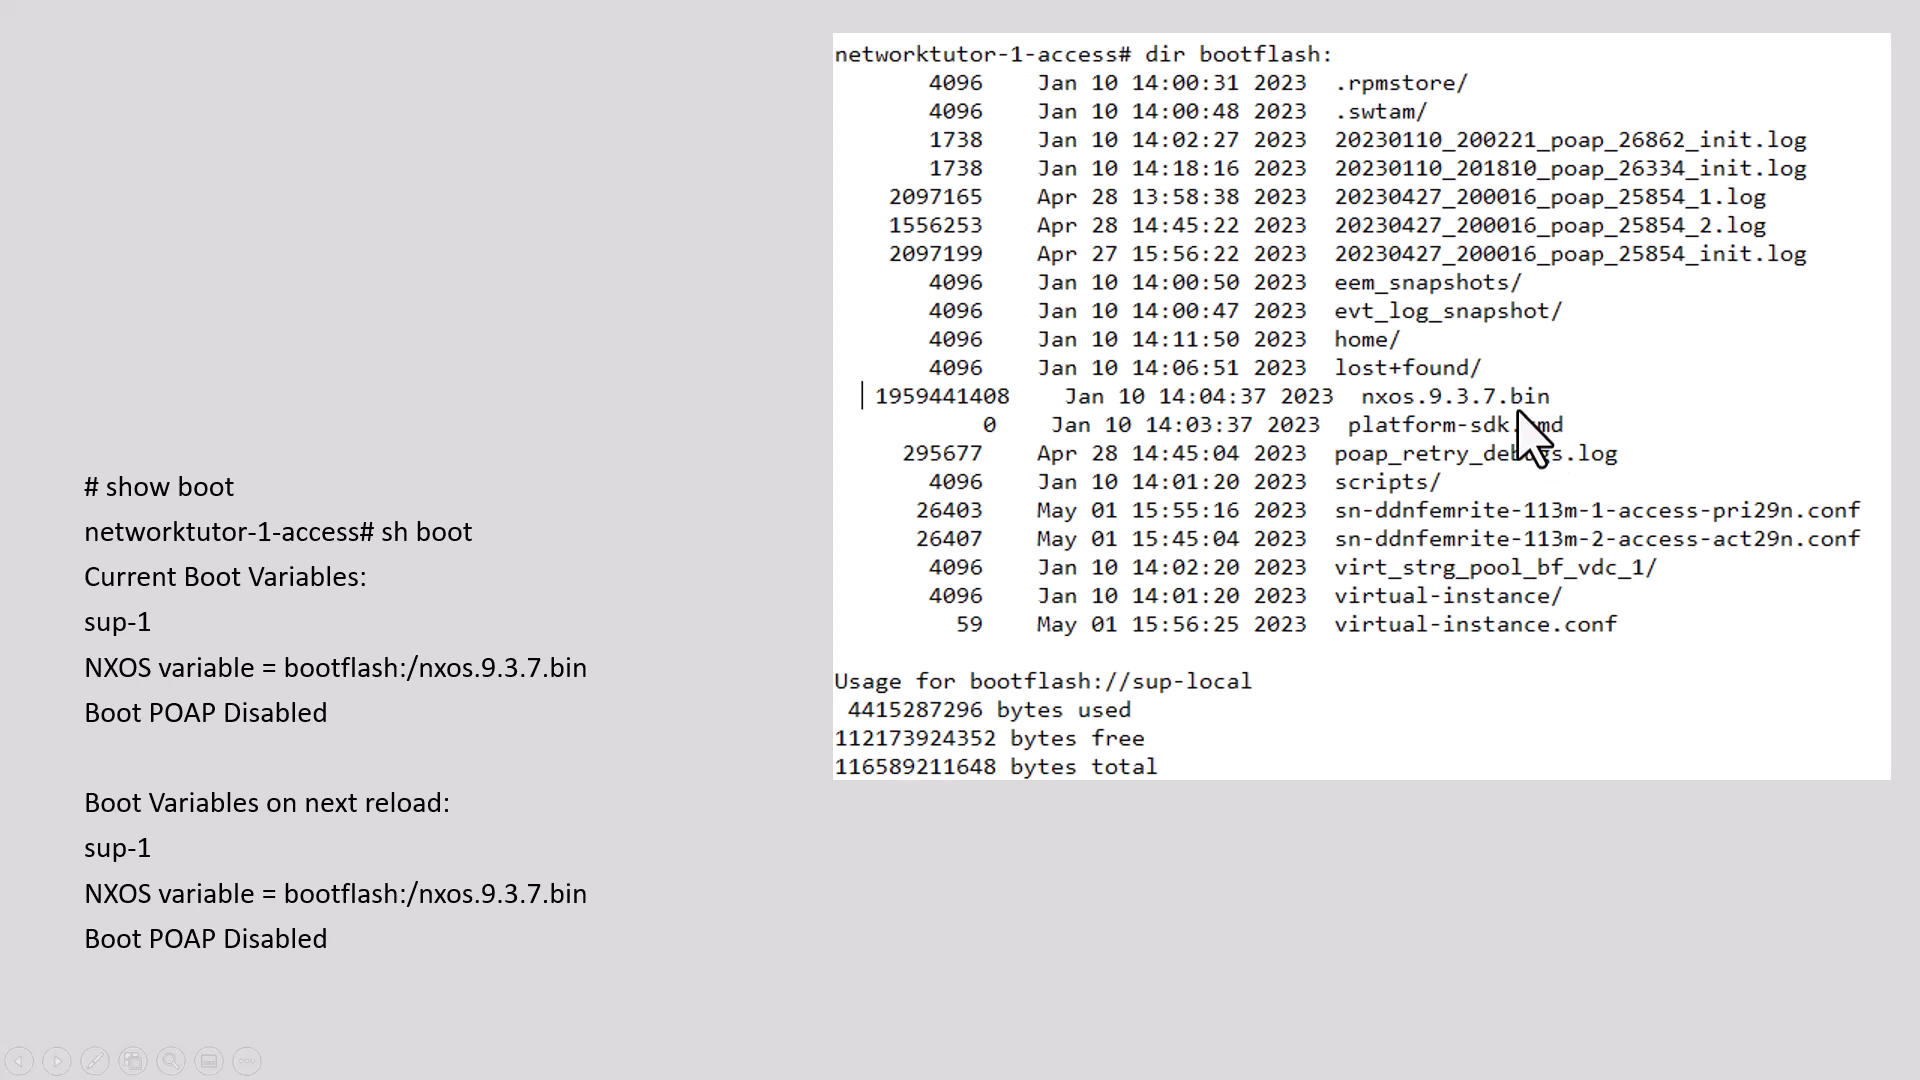 # show boot
networktutor-1-access# sh boot
Current Boot Variables:
sup-1
NXOS variable = bootflash:/nxos.9.3.7.bin
Boot POAP Disabled
Boot Variables on next reload:
sup-1
NXOS variable = bootflash:/nxos.9.3.7.bin
Boot POAP Disabled
networktutor-1-access# dir bootflash:
4096 Jan 10 14:00:31 2023 .rpmstore/
4096 Jan 10 14:00:48 2023 .swtam/
1738 Jan 10 14:02:27 2023 20230110_200221_poap_26862_init.log
1738 Jan 10 14:18:16 2023 20230110_201810_poap_26334_init.log
2097165 Apr 28 13:58:38 2023 20230427_200016_poap_25854_1.log
1556253 Apr 28 14:45:22 2023 20230427_200016_poap_25854_2.log
2097199 Apr 27 15:56:22 2023 20230427_200016_poap_25854_init.log
4096 Jan 10 14:00:50 2023 eem_snapshots/
4096 Jan 10 14:00:47 2023 evt_log_snapshot/
4096 Jan 10 14:11:50 2023 home/
4096 Jan 10 14:06:51 2023 lost+found/
1959441408 Jan 10 14:04:37 2023 nxos.9.3.7.bin
0 Jan 10 14:03:37 2023
295677 Apr 28 14:45:04 2023
4096 Jan 10 14:01:20 2023 scripts/
26403 May 01 15:55:16 2023 sn-ddnfemrite-113m-1-access-pri29n.conf
26407 May 01 15:45:04 2023 sn-ddnfemrite-113m-2-access-act29n.conf
4096 Jan 10 14:02:20 2023 virt_strg_pool_bf_vdc_1/
4096 Jan 10 14:01:20 2023 virtual-instance/
59 May 01 15:56:25 2023 virtual-instance.conf
Usage for bootflash://sup-local
4415287296 bytes used
112173924352 bytes free
116589211648 bytes total